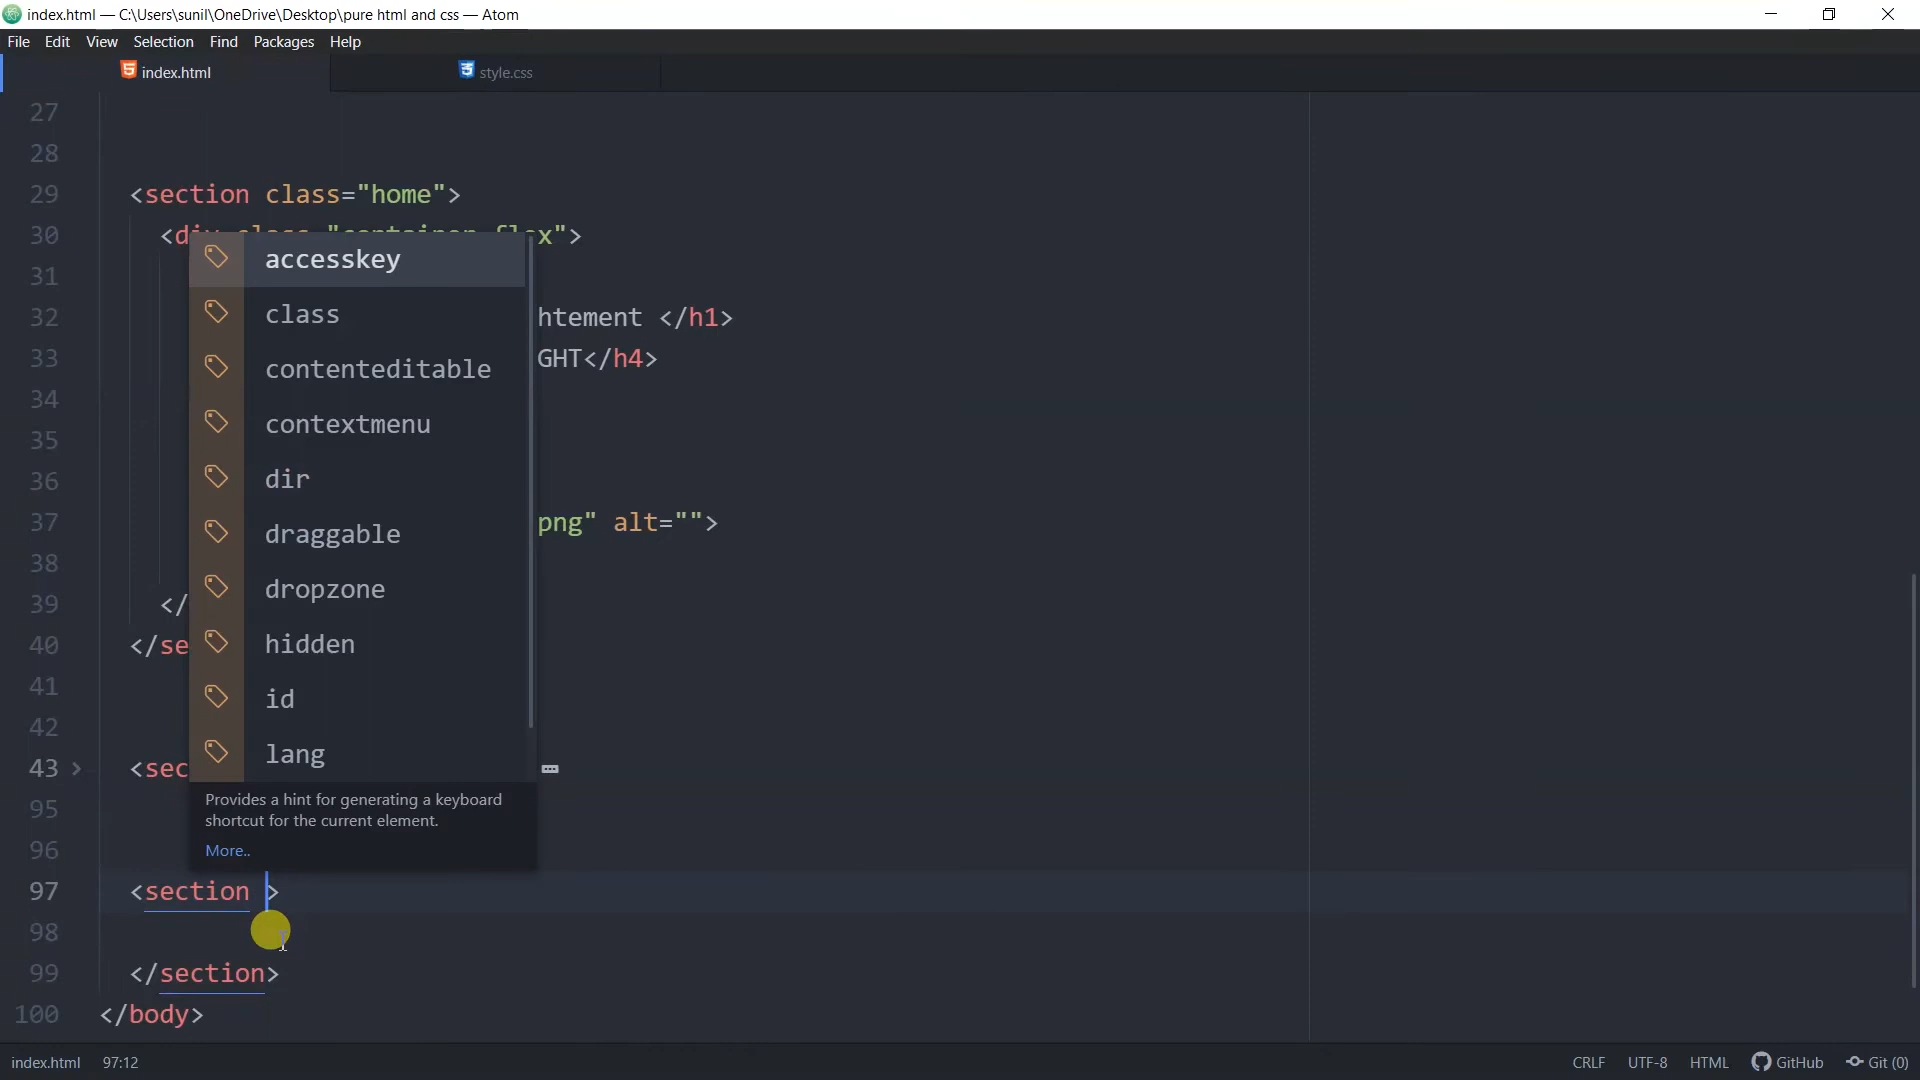 index.html — C:\Users\sunil\OneDrive\Desktop\pure html and css — Atom
File Edit View Selection Find Packages Help
index.html style.css
27
28
29 <section class="home">
30 <div class="container flex">
31
32 htement </h1>
33 GHT</h4>
34
35
36
37 png" alt="">
38
39 </
40 </se
41
42
43 <sec
95
96
97 <section >
98
99 </section>
100 </body>
accesskey
class
contenteditable
contextmenu
dir
draggable
dropzone
hidden
id
lang
Provides a hint for generating a keyboard
shortcut for the current element.
More..
index.html 97:12 CRLF UTF-8 HTML GitHub Git (0)